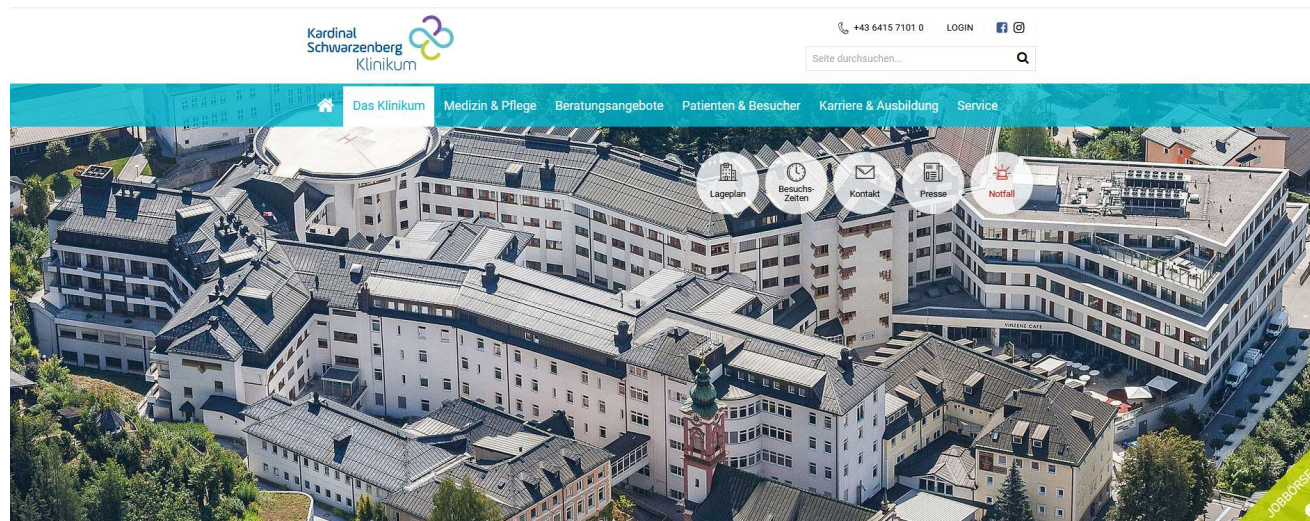 Kardinal
Schwarzenberg
Klinikum
+43 6415 7101 0 LOGIN
Seite durchsuchen...
Das Klinikum Medizin & Pflege Beratungsangebote Patienten & Besucher Karriere & Ausbildung Service
H
Lageplan
Besuchs-
Zeiten
Kontakt
Presse
Notfall
VINZENZ CAFE